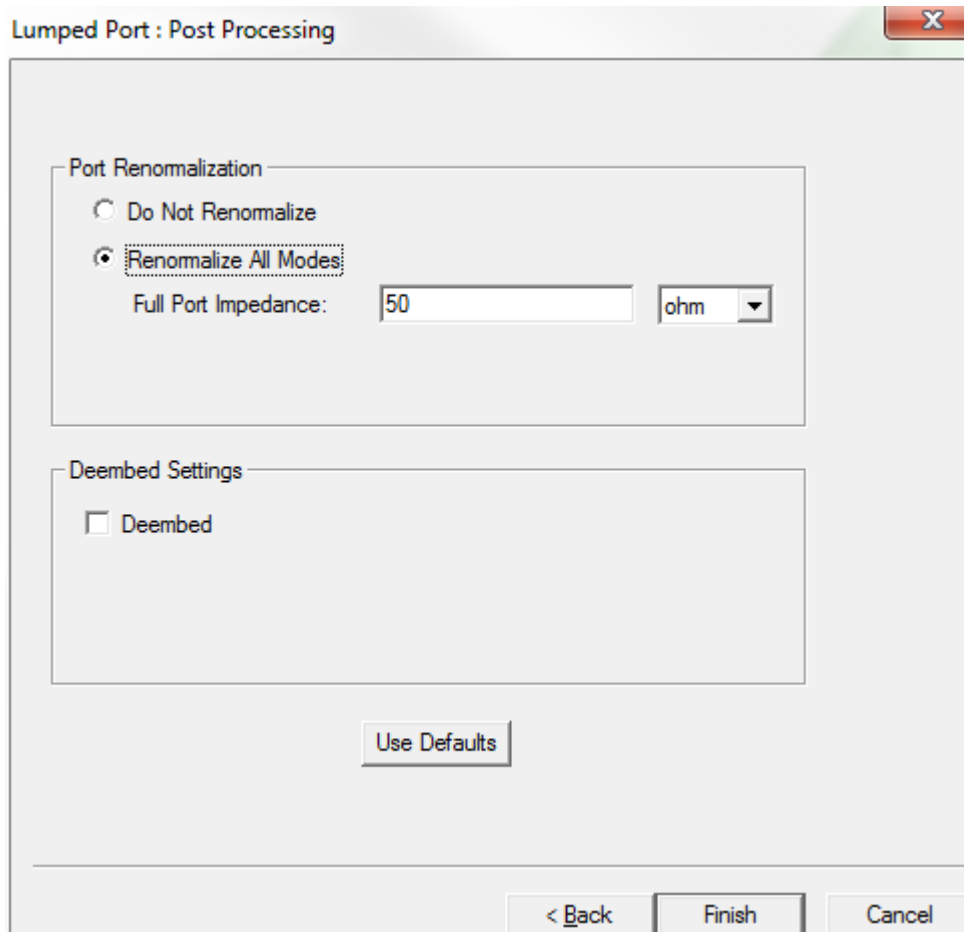 Lumped Port : Post Processing
Port Renormalization
Do Not Renormalize
Renormalize All Modes
Full Port Impedance: 50 ohm
Deembed Settings
Deembed
Use Defaults
< Back Finish Cancel